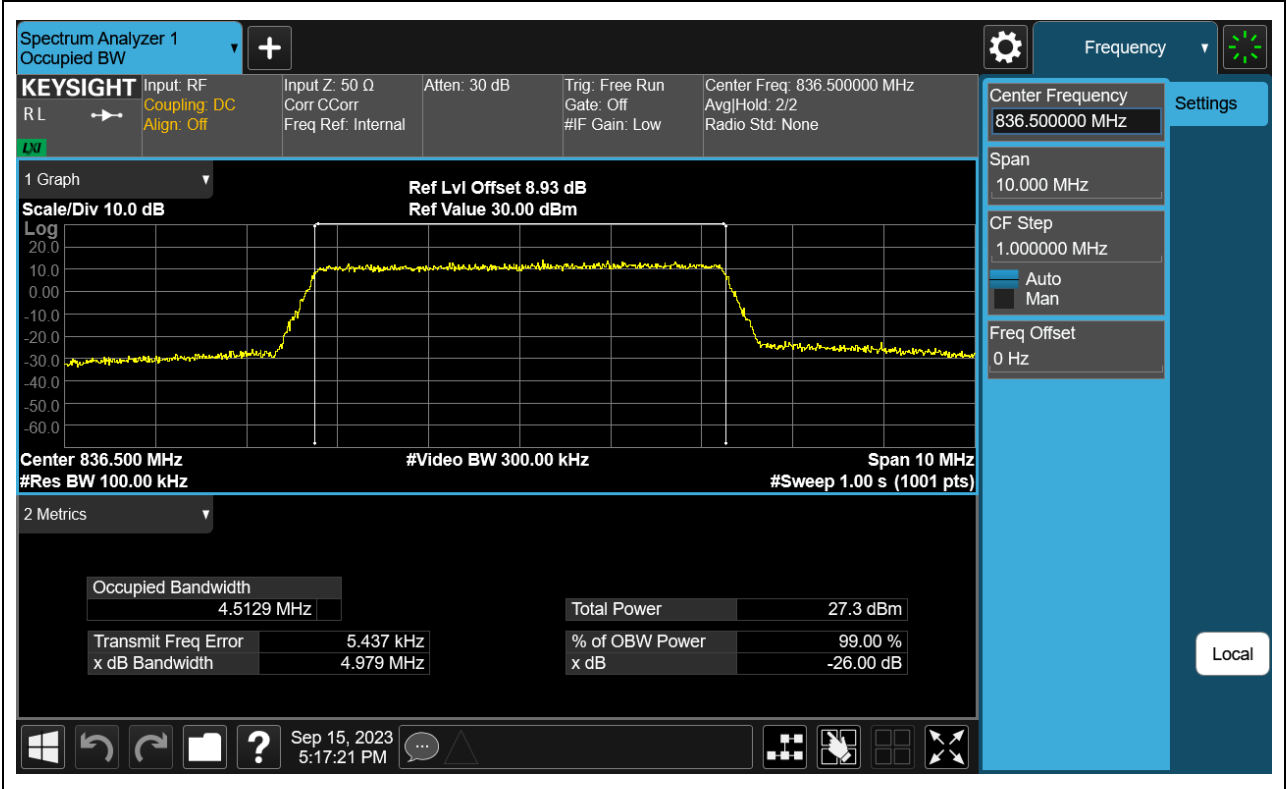 Spectrum Analyzer 1
Occupied BW
+
Frequency
KEYSIGHT
R L
LXI
Input: RF
Coupling: DC
Align: Off
Input Z: 50 Ω
Corr CCorr
Freq Ref: Internal
Atten: 30 dB
Trig: Free Run
Gate: Off
#IF Gain: Low
Center Freq: 836.500000 MHz
Avg|Hold: 2/2
Radio Std: None
Center Frequency
836.500000 MHz
Settings
Span
10.000 MHz
CF Step
1.000000 MHz
Auto
Man
Freq Offset
0 Hz
Local
1 Graph
Scale/Div 10.0 dB
Ref Lvl Offset 8.93 dB
Ref Value 30.00 dBm
Log
20.0
10.0
0.00
-10.0
-20.0
-30.0
-40.0
-50.0
-60.0
Center 836.500 MHz
#Video BW 300.00 kHz
Span 10 MHz
#Res BW 100.00 kHz
#Sweep 1.00 s (1001 pts)
2 Metrics
Occupied Bandwidth
4.5129 MHz
Total Power 27.3 dBm
Transmit Freq Error 5.437 kHz
% of OBW Power 99.00 %
x dB Bandwidth 4.979 MHz
x dB -26.00 dB
?
Sep 15, 2023
5:17:21 PM